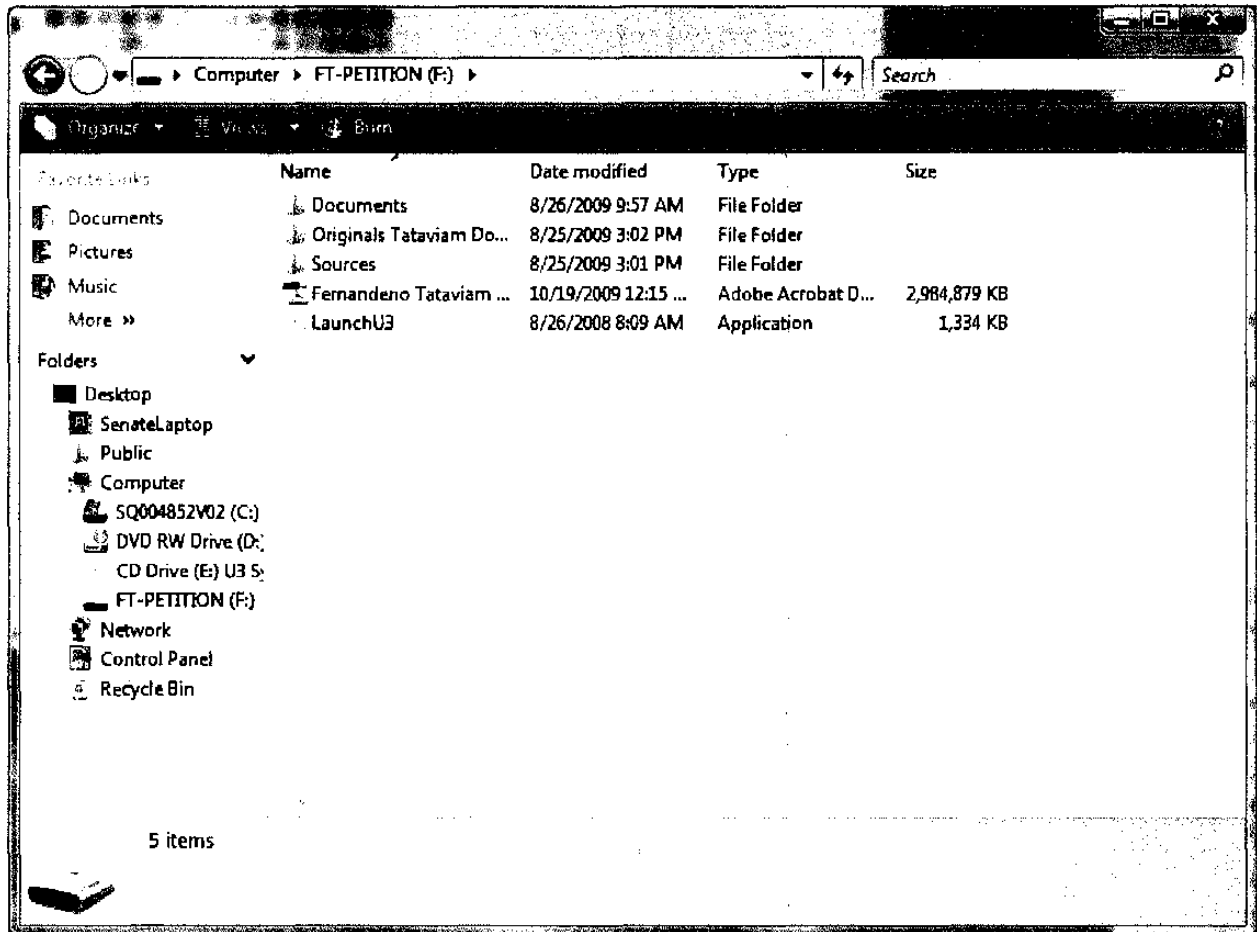 Computer ▸ FT-PETITION (F:) ▸ Search
Organize Views Burn
Favorite Links
Documents
Pictures
Music
More »
Folders
Desktop
SenateLaptop
Public
Computer
SQ004852V02 (C:)
DVD RW Drive (D:)
CD Drive (E:) U3 Sy
FT-PETITION (F:)
Network
Control Panel
Recycle Bin
Name Date modified Type Size
Documents 8/26/2009 9:57 AM File Folder
Originals Tataviam Do... 8/25/2009 3:02 PM File Folder
Sources 8/25/2009 3:01 PM File Folder
Fernandeno Tataviam ... 10/19/2009 12:15 ... Adobe Acrobat D... 2,984,879 KB
LaunchU3 8/26/2008 8:09 AM Application 1,334 KB
5 items